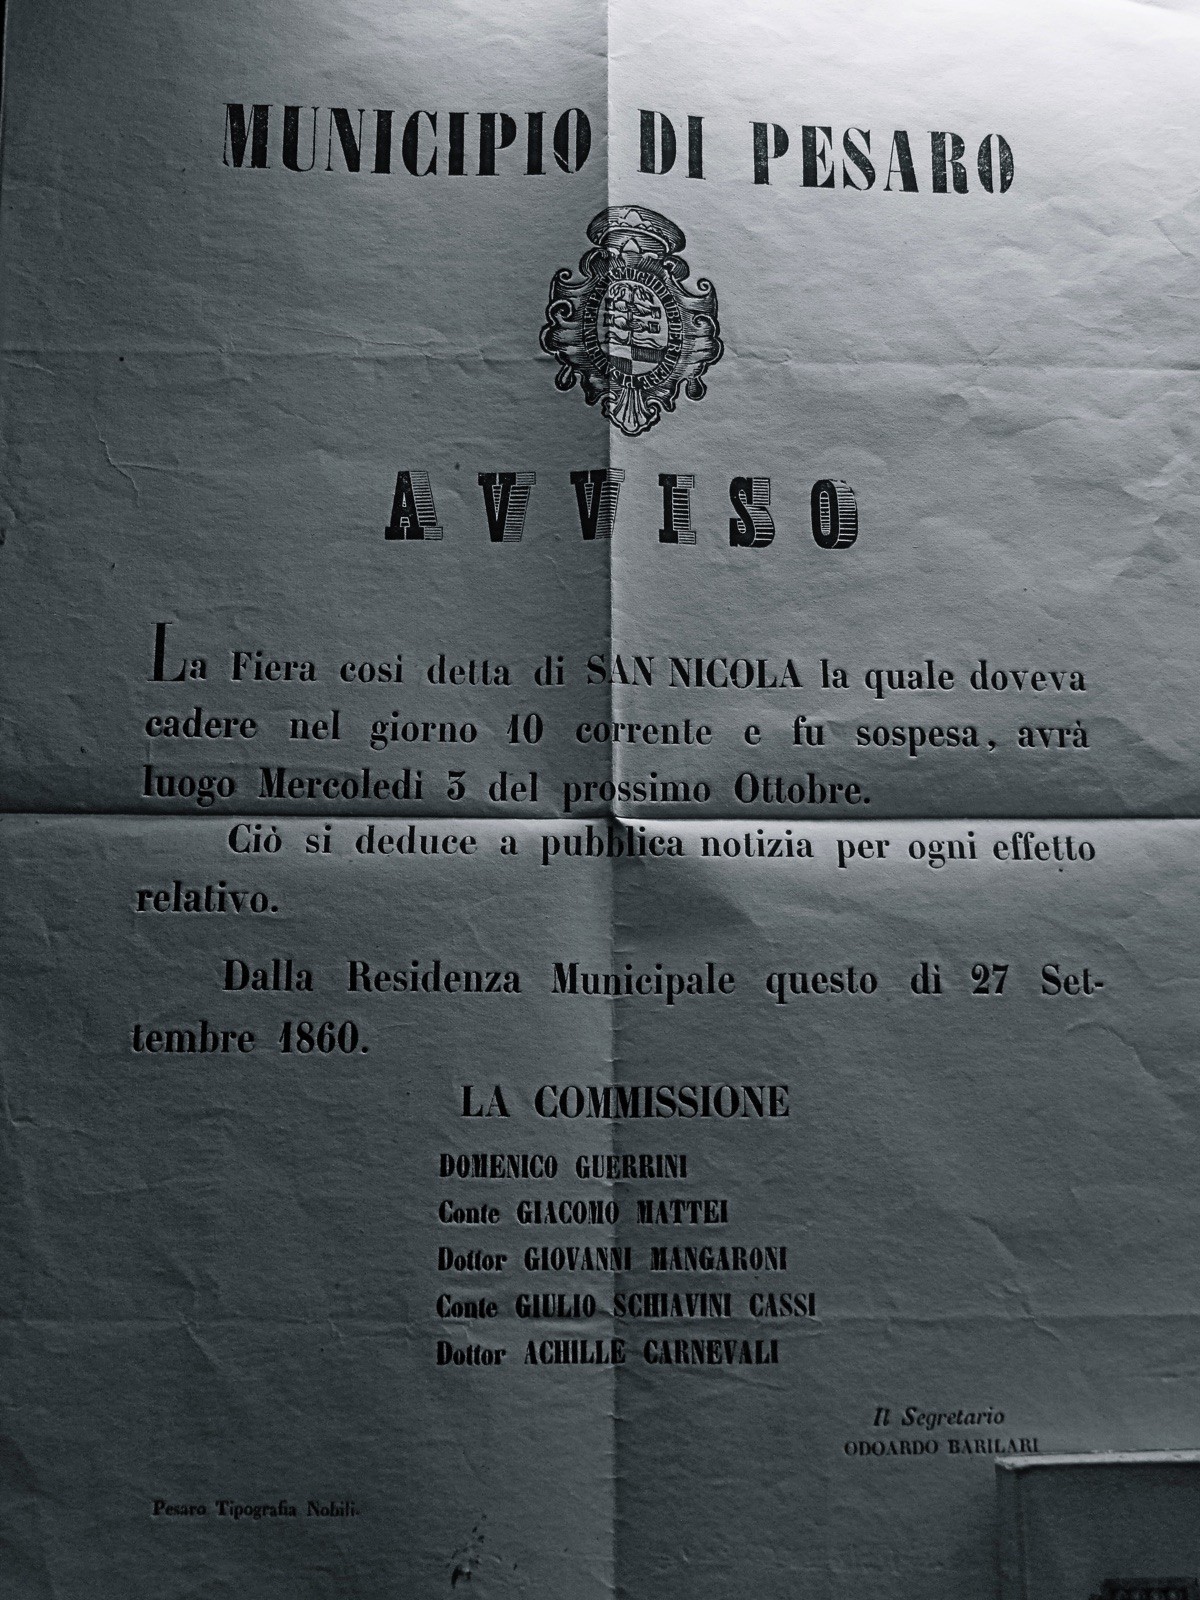 MUNICIPIO DI PESARO
AVVISO
La Fiera cosi detta di SAN NICOLA la quale doveva
cadere nel giorno 10 corrente e fu sospesa, avrà
luogo Mercoledì 3 del prossimo Ottobre.
Ciò si deduce a pubblica notizia per ogni effetto
relativo.
Dalla Residenza Municipale questo dì 27 Set-
tembre 1860.
LA COMMISSIONE
DOMENICO GUERRINI
Conte GIACOMO MATTEI
Dottor GIOVANNI MANGARONI
Conte GIULIO SCHIAVINI CASSI
Dottor ACHILLE CARNEVALI
Il Segretario
ODOARDO BARILARI
Pesaro Tipografia Nobili.